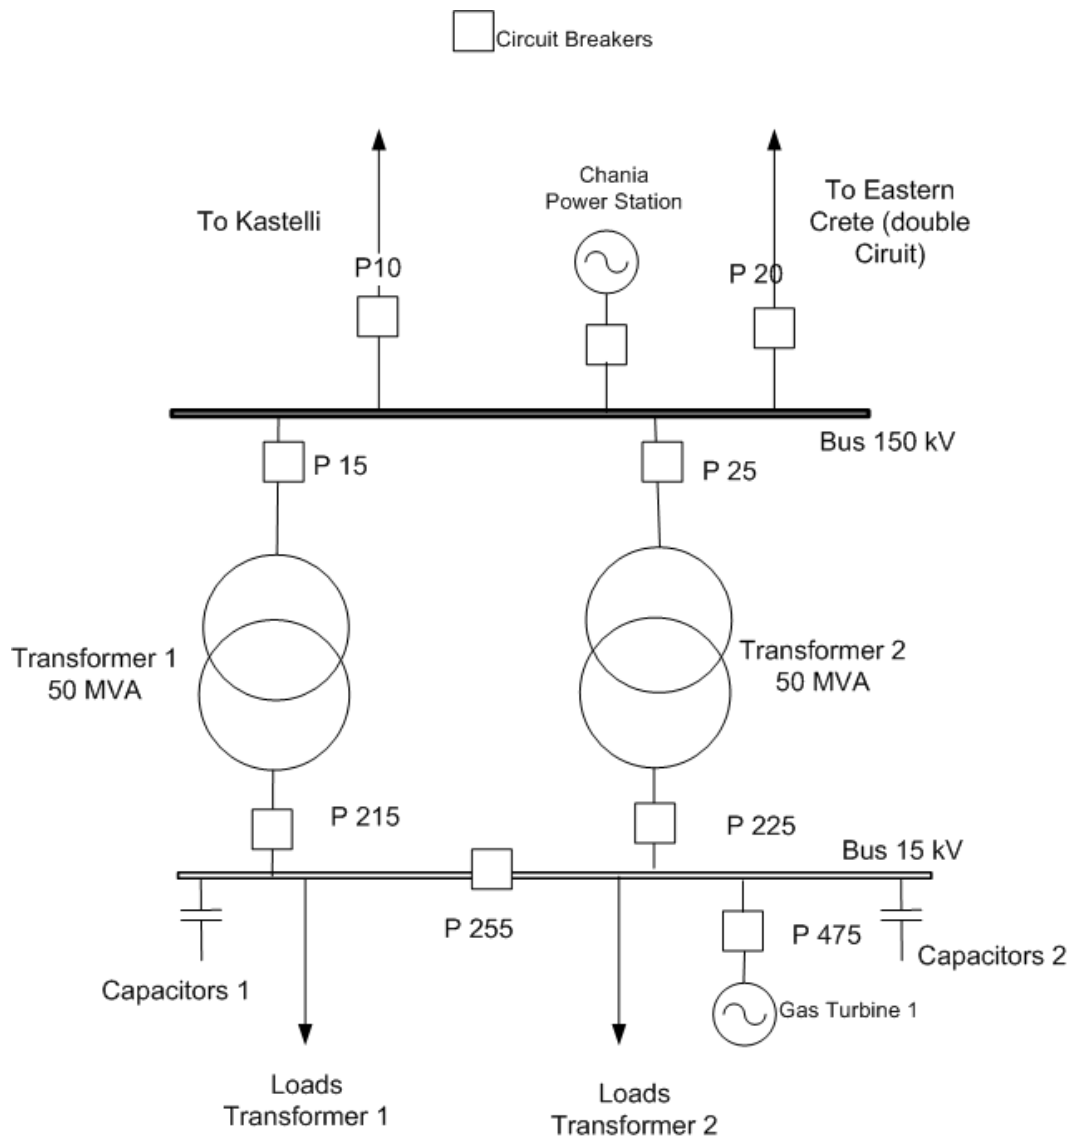 Circuit Breakers
Chania
Power Station
To Eastern
Crete (double
Ciruit)
To Kastelli
P10
P 20
Bus 150 kV
P 15
P 25
Transformer 1
50 MVA
Transformer 2
50 MVA
P 215
P 225
Bus 15 kV
P 255
P 475
Capacitors 2
Capacitors 1
Gas Turbine 1
Loads
Transformer 1
Loads
Transformer 2